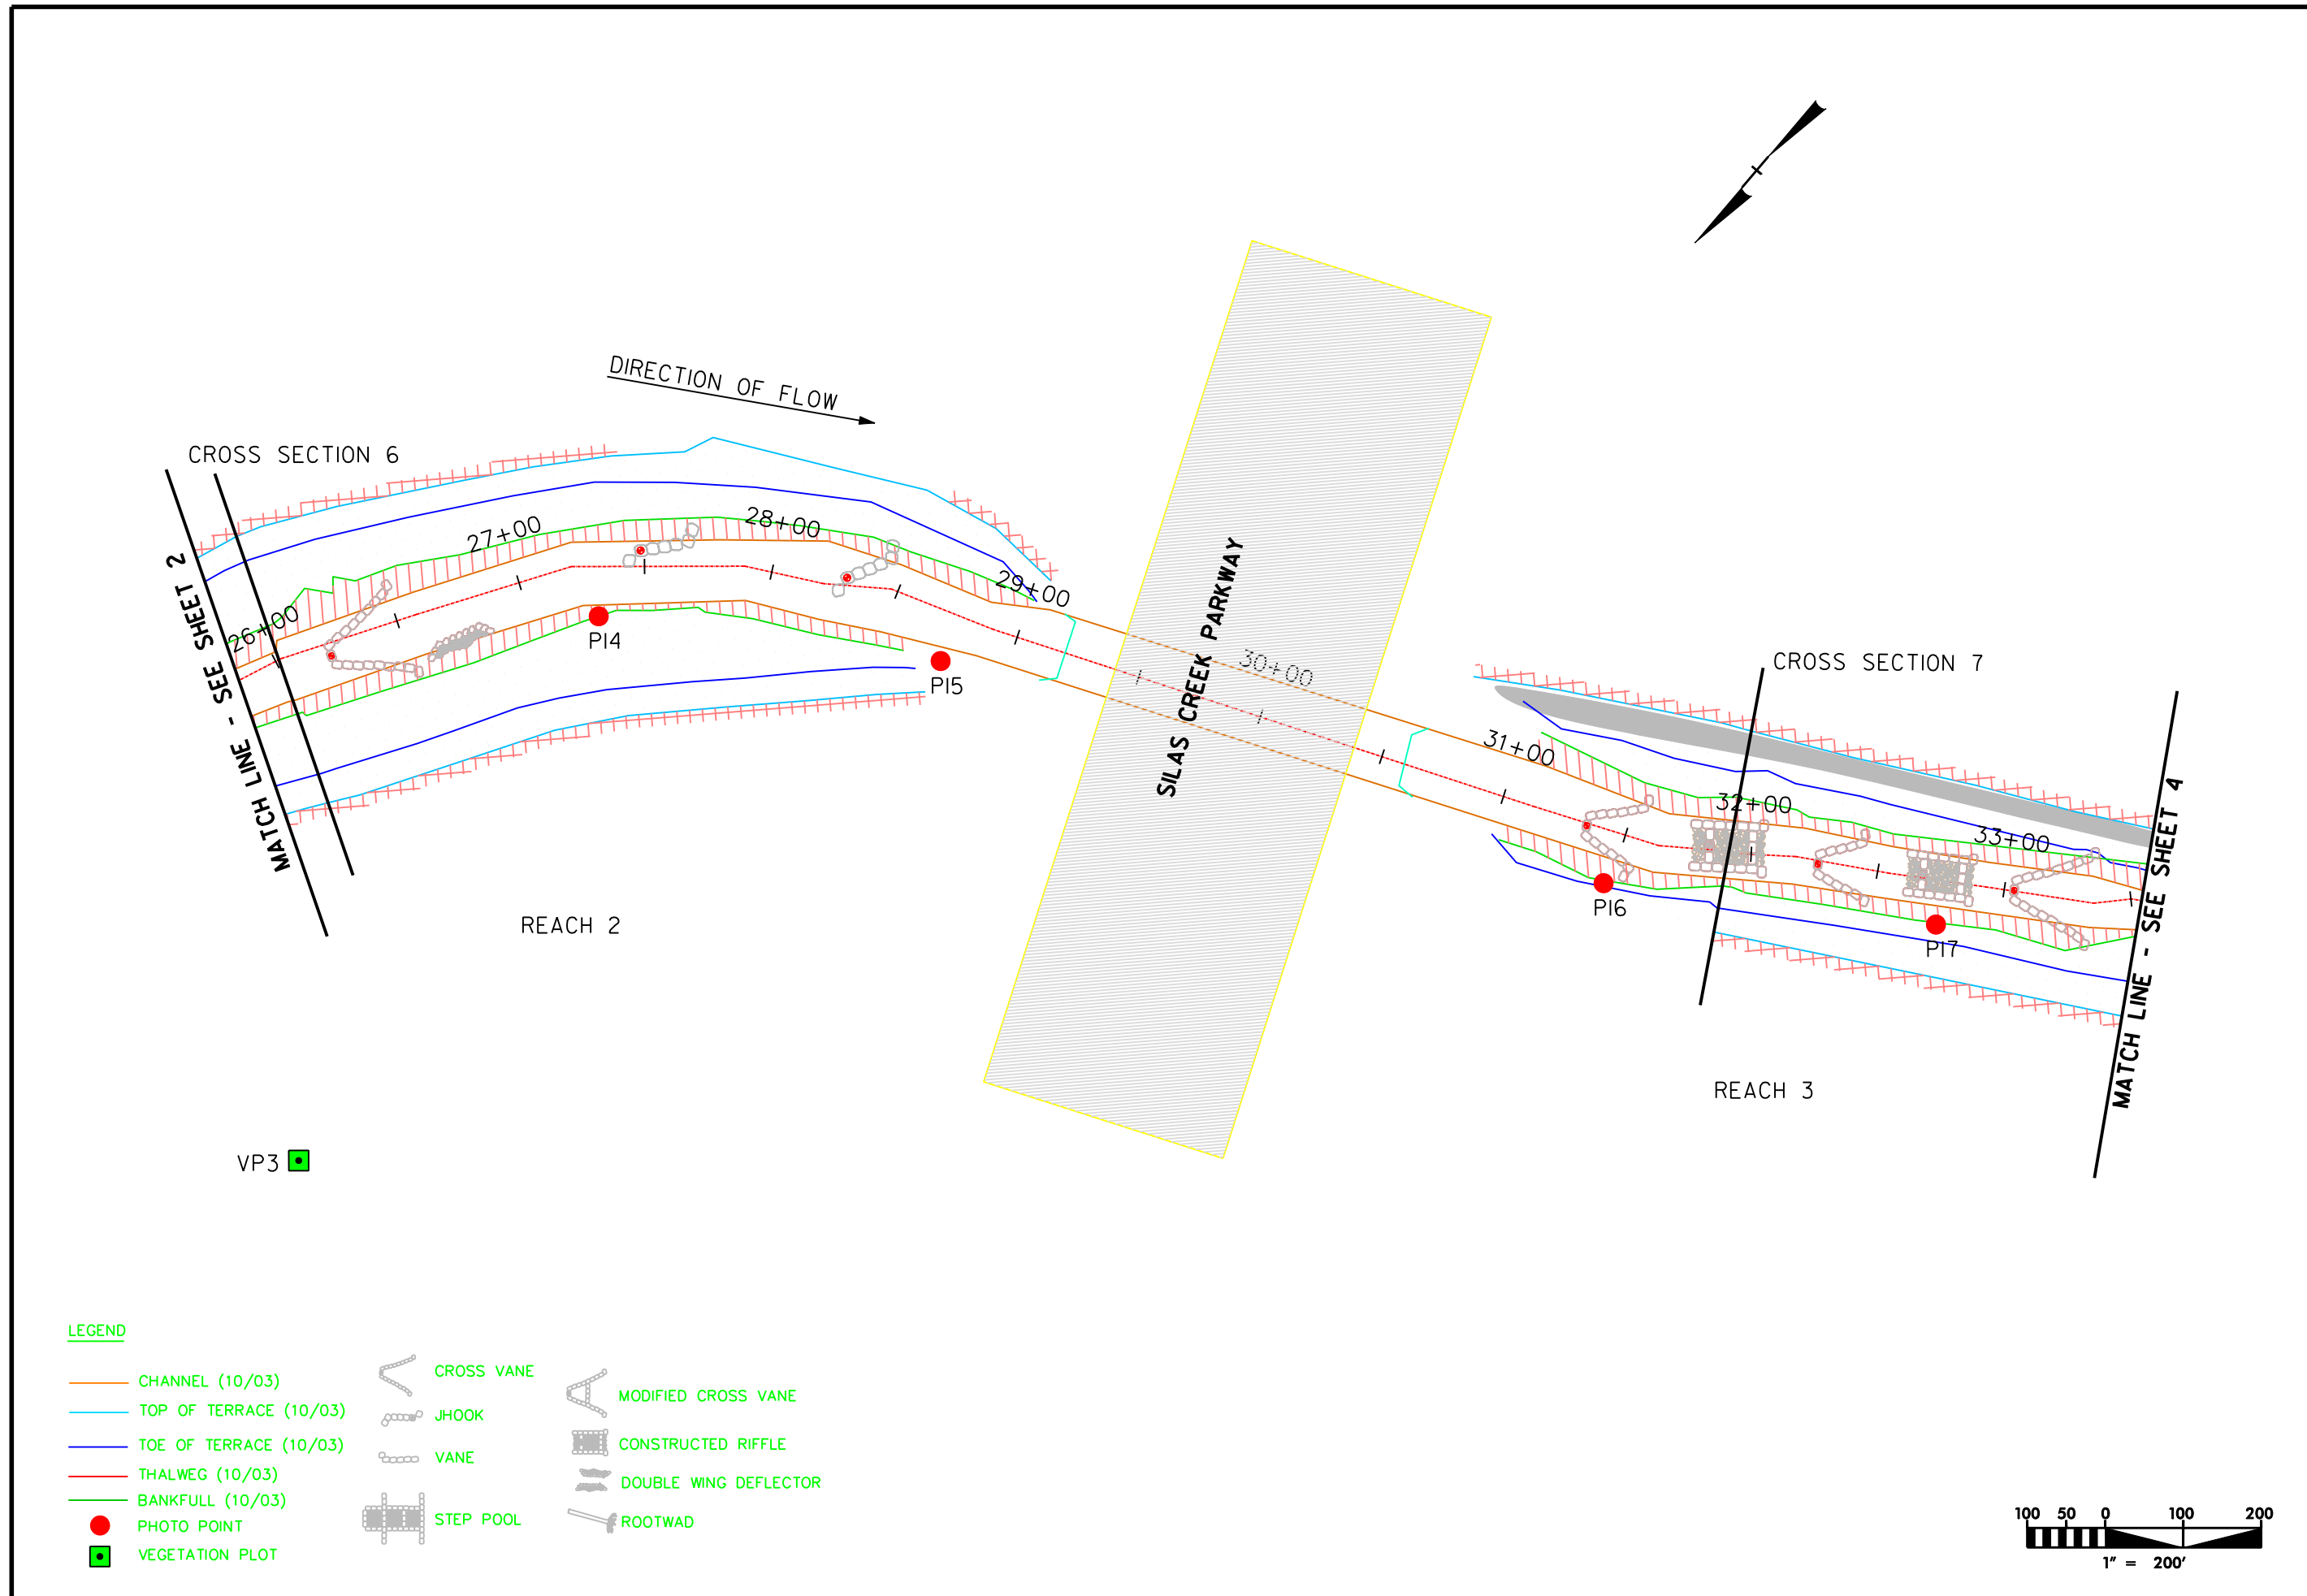 DIRECTION OF FLOW
CROSS SECTION 6
MATCH LINE - SEE SHEET 2
26+00
27+00
28+00
29+00
PI4
PI5
REACH 2
VP3
SILAS CREEK PARKWAY
30+00
31+00
CROSS SECTION 7
32+00
33+00
PI6
PI7
REACH 3
MATCH LINE - SEE SHEET 4
LEGEND
CHANNEL (10/03)
TOP OF TERRACE (10/03)
TOE OF TERRACE (10/03)
THALWEG (10/03)
BANKFULL (10/03)
PHOTO POINT
VEGETATION PLOT
CROSS VANE
JHOOK
VANE
STEP POOL
MODIFIED CROSS VANE
CONSTRUCTED RIFFLE
DOUBLE WING DEFLECTOR
ROOTWAD
100 50 0 100 200
1" = 200'